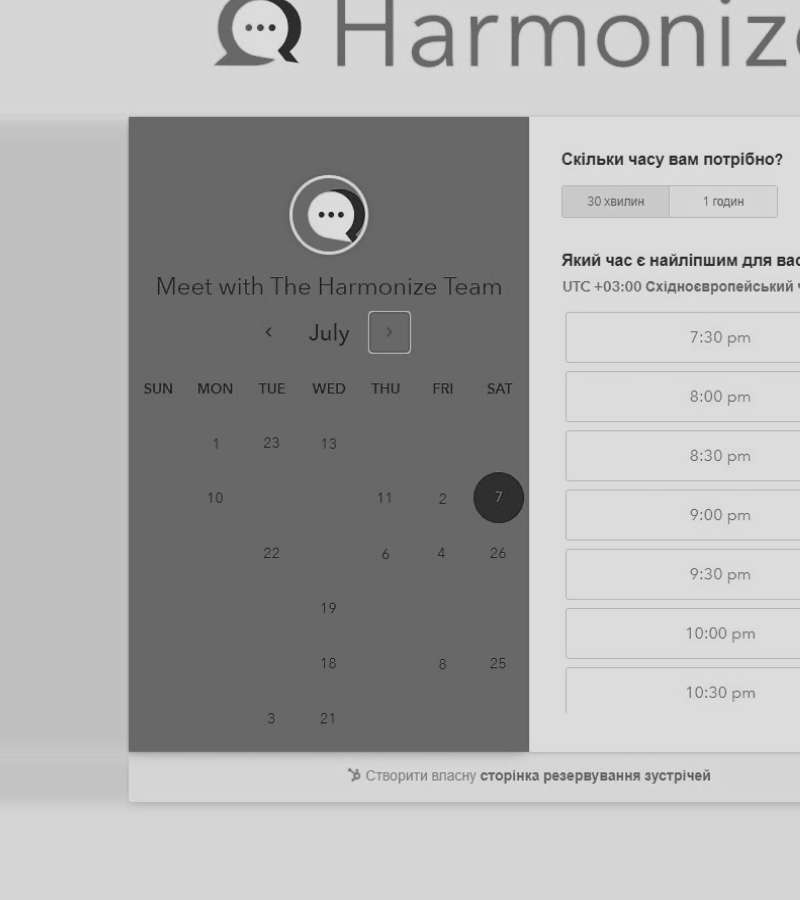 Harmoniz
Meet with The Harmonize Team
July
SUN MON TUE WED THU FRI SAT
1 23 13
10 11 2 7
22 6 4 26
19
18 8 25
3 21
Скільки часу вам потрібно?
30 хвилин 1 годин
Який час є найліпшим для вас
UTC +03:00 Східноєвропейський
7:30 pm
8:00 pm
8:30 pm
9:00 pm
9:30 pm
10:00 pm
10:30 pm
Створити власну сторінка резервування зустрічей